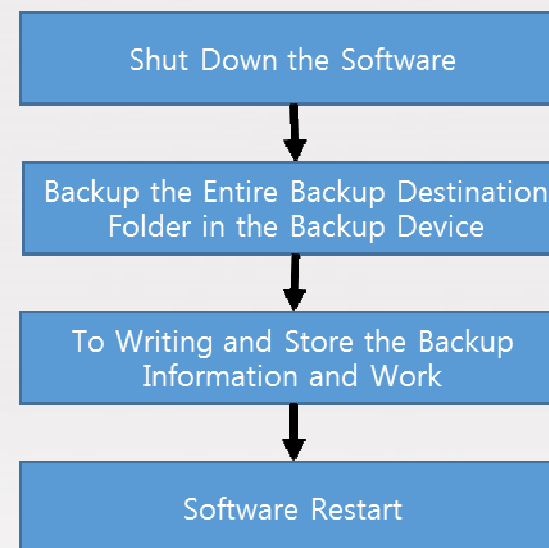 Shut Down the Software
Backup the Entire Backup Destination
Folder in the Backup Device
To Writing and Store the Backup
Information and Work
Software Restart